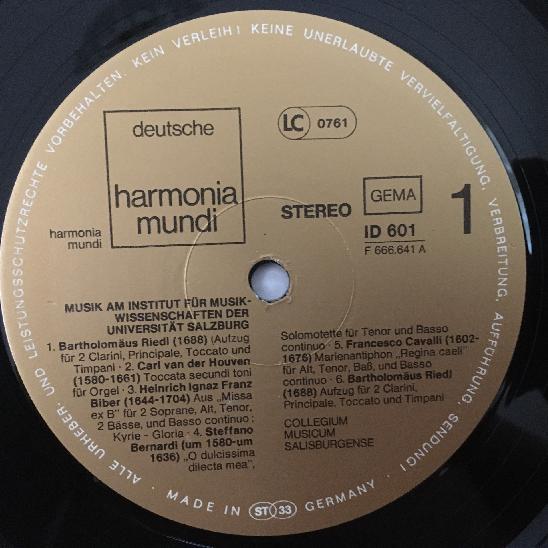 ALLE URHEBER- UND LEISTUNGSSCHUTZRECHTE VORBEHALTEN. KEIN VERLEIH! KEINE UNERLAUBTE VERVIELFÄLTIGUNG, VERBREITUNG, AUFFÜHRUNG, SENDUNG!
deutsche
harmonia
mundi
harmonia
mundi
LC 0761
STEREO
GEMA
ID 601
F 666.641 A
1
MUSIK AM INSTITUT FÜR MUSIK-
WISSENSCHAFTEN DER
UNIVERSITÄT SALZBURG
1. Bartholomäus Riedl (1688) (Aufzug
für 2 Clarini, Principale, Toccato und
Timpani · 2. Carl van der Houven
(1580-1661) Toccata secundi toni
für Orgel · 3. Heinrich Ignaz Franz
Biber (1644-1704) Aus „Missa
ex B" für 2 Soprane, Alt, Tenor,
2 Bässe, und Basso continuo:
Kyrie - Gloria · 4. Steffano
Bernardi (um 1580-um
1636) „O dulcissima
dilecta mea",
Solomotette für Tenor und Basso
continuo · 5. Francesco Cavalli (1602-
1676) Marienantiphon „Regina caeli"
für Alt, Tenor, Baß, und Basso
continuo · 6. Bartholomäus Riedl
(1688) Aufzug für 2 Clarini,
Principale, Toccato und Timpani
COLLEGIUM
MUSICUM
SALISBURGENSE
MADE IN ST 33 GERMANY